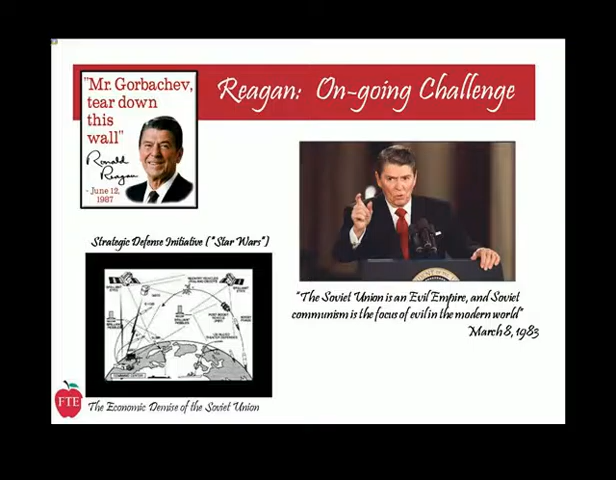 "Mr. Gorbachev,
tear down
this
wall"
Ronald
Reagan
- June 12,
1987
Reagan: On-going Challenge
Strategic Defense Initiative ("Star Wars")
"The Soviet Union is an Evil Empire, and Soviet
communism is the focus of evil in the modern world"
March 8, 1983
FTE
The Economic Demise of the Soviet Union